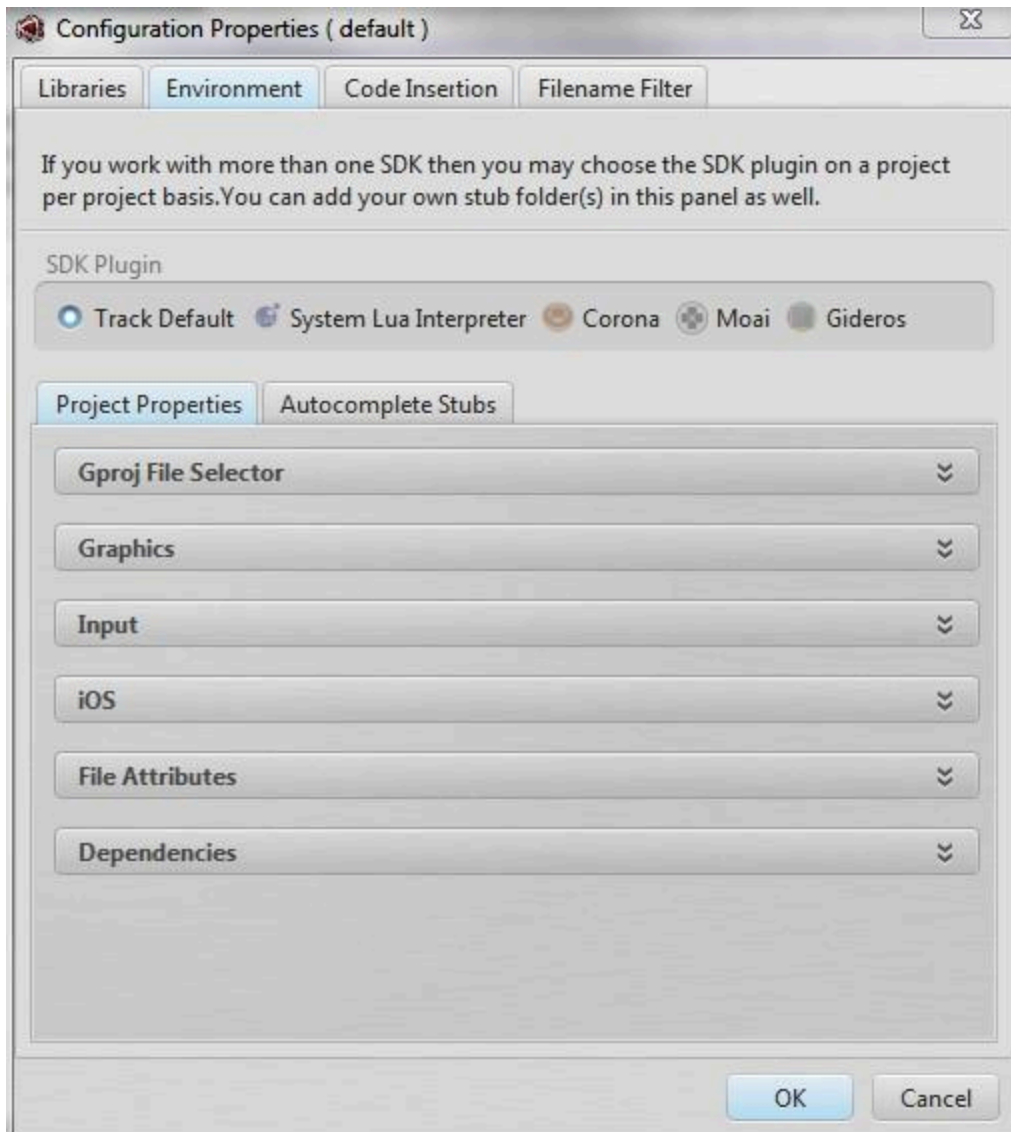 Configuration Properties ( default )
Libraries
Environment
Code Insertion
Filename Filter
If you work with more than one SDK then you may choose the SDK plugin on a project
per project basis.You can add your own stub folder(s) in this panel as well.
SDK Plugin
Track Default
System Lua Interpreter
Corona
Moai
Gideros
Project Properties
Autocomplete Stubs
Gproj File Selector
Graphics
Input
iOS
File Attributes
Dependencies
OK
Cancel